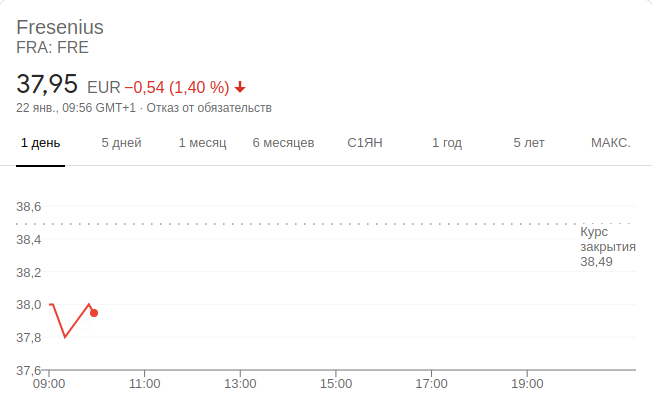 Fresenius
FRA: FRE
37,95 EUR −0,54 (1,40 %)
22 янв., 09:56 GMT+1 · Отказ от обязательств
1 день 5 дней 1 месяц 6 месяцев С1ЯН 1 год 5 лет МАКС.
38,6
38,4
38,2
38,0
37,8
37,6
Курс
закрытия
38,49
09:00 11:00 13:00 15:00 17:00 19:00